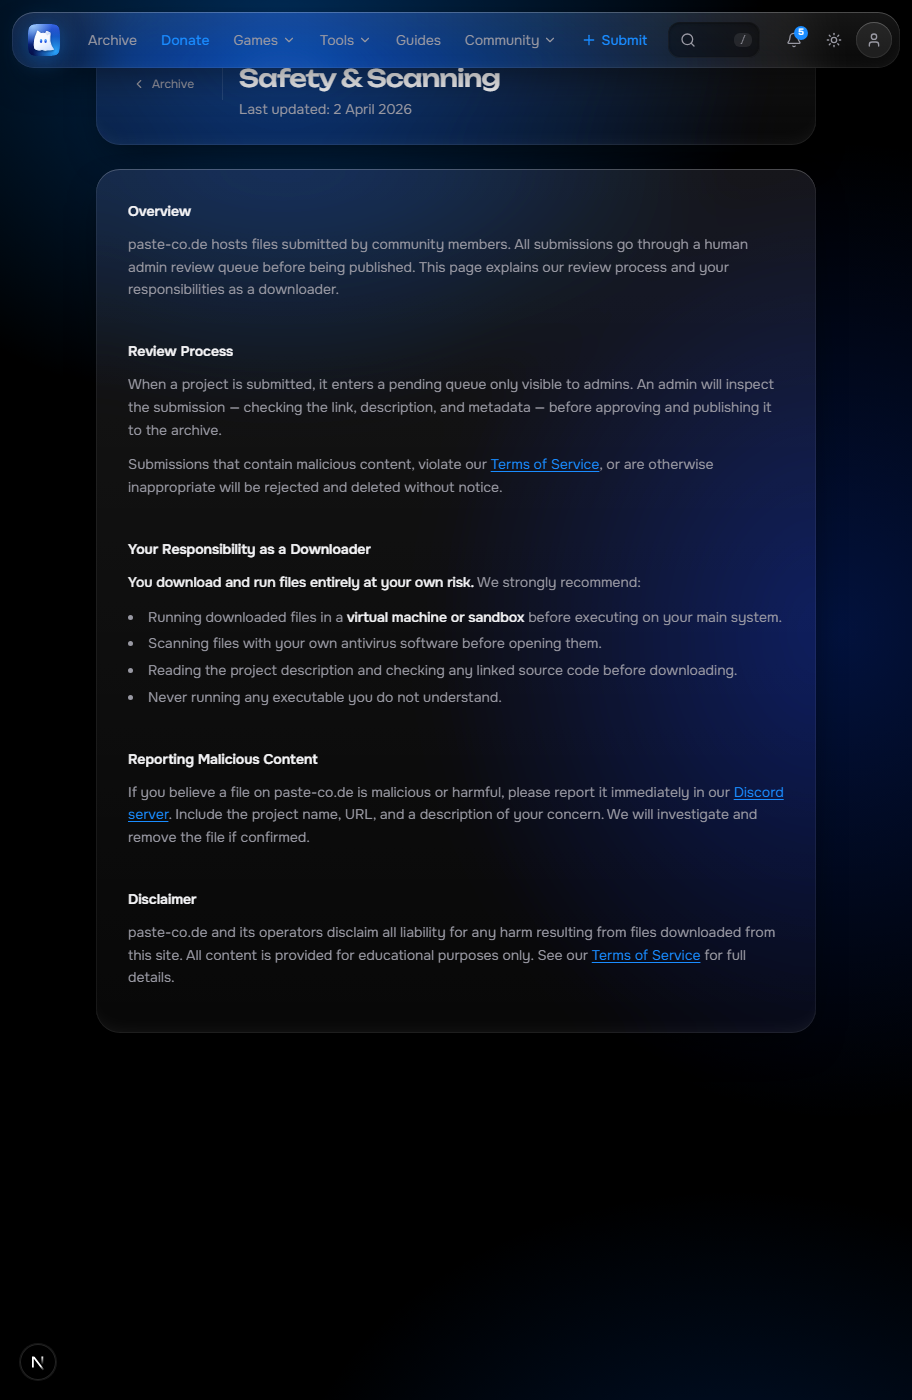 Archive Donate Games Tools Guides Community + Submit / 5
Archive
Safety & Scanning
Last updated: 2 April 2026
Overview
paste-co.de hosts files submitted by community members. All submissions go through a human
admin review queue before being published. This page explains our review process and your
responsibilities as a downloader.
Review Process
When a project is submitted, it enters a pending queue only visible to admins. An admin will inspect
the submission — checking the link, description, and metadata — before approving and publishing it
to the archive.
Submissions that contain malicious content, violate our Terms of Service, or are otherwise
inappropriate will be rejected and deleted without notice.
Your Responsibility as a Downloader
You download and run files entirely at your own risk. We strongly recommend:
• Running downloaded files in a virtual machine or sandbox before executing on your main system.
• Scanning files with your own antivirus software before opening them.
• Reading the project description and checking any linked source code before downloading.
• Never running any executable you do not understand.
Reporting Malicious Content
If you believe a file on paste-co.de is malicious or harmful, please report it immediately in our Discord
server. Include the project name, URL, and a description of your concern. We will investigate and
remove the file if confirmed.
Disclaimer
paste-co.de and its operators disclaim all liability for any harm resulting from files downloaded from
this site. All content is provided for educational purposes only. See our Terms of Service for full
details.
N